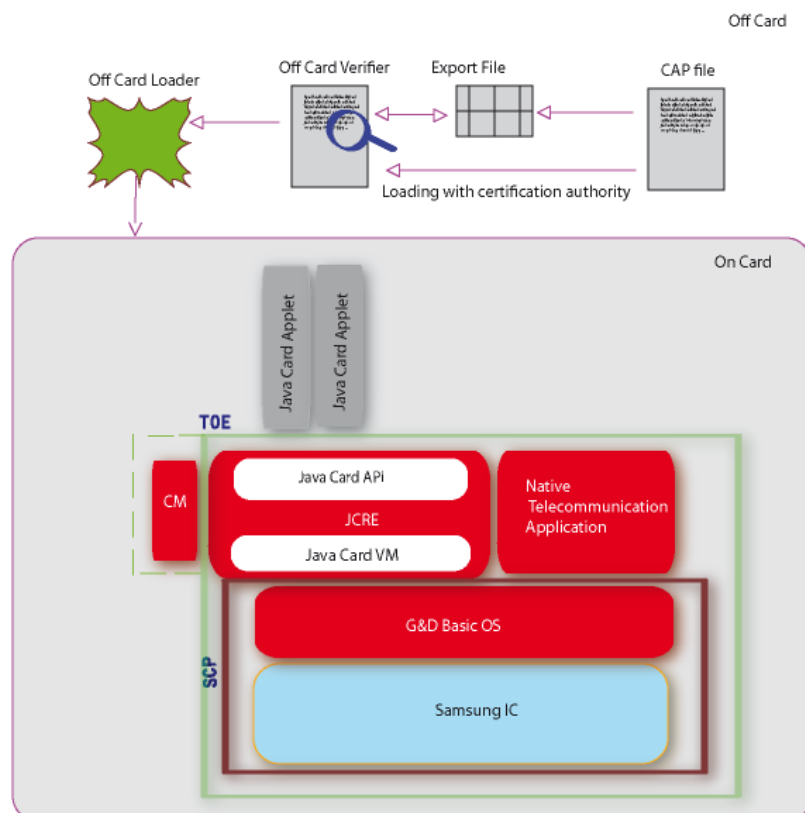 Off Card
Off Card Loader
Off Card Verifier
Export File
CAP file
Loading with certification authority
On Card
Java Card Applet
Java Card Applet
TOE
CM
Java Card APi
JCRE
Java Card VM
Native
Telecommunication
Application
SCP
G&D Basic OS
Samsung IC